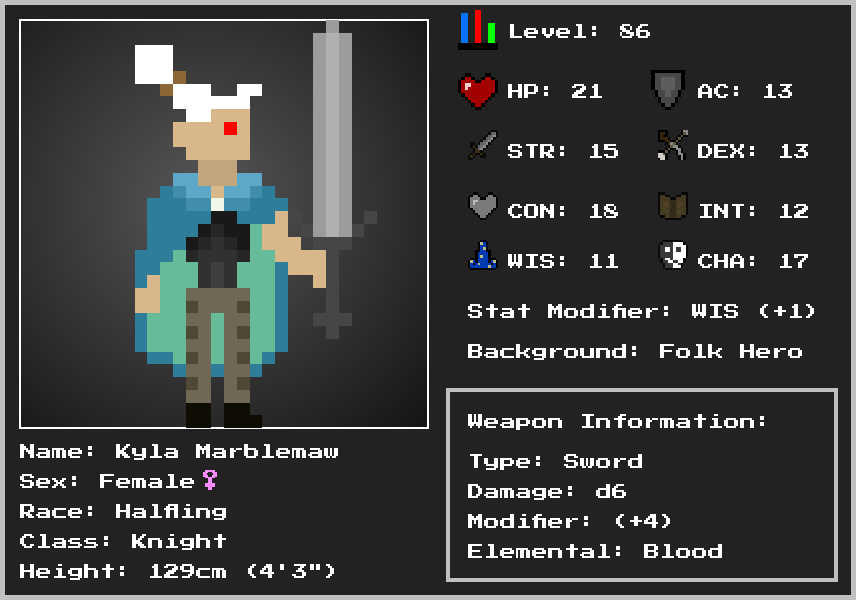 Level: 86
HP: 21 AC: 13
STR: 15 DEX: 13
CON: 18 INT: 12
WIS: 11 CHA: 17
Stat Modifier: WIS (+1)
Background: Folk Hero
Weapon Information:
Type: Sword
Damage: d6
Modifier: (+4)
Elemental: Blood
Name: Kyla Marblemaw
Sex: Female♀
Race: Halfling
Class: Knight
Height: 129cm (4'3")